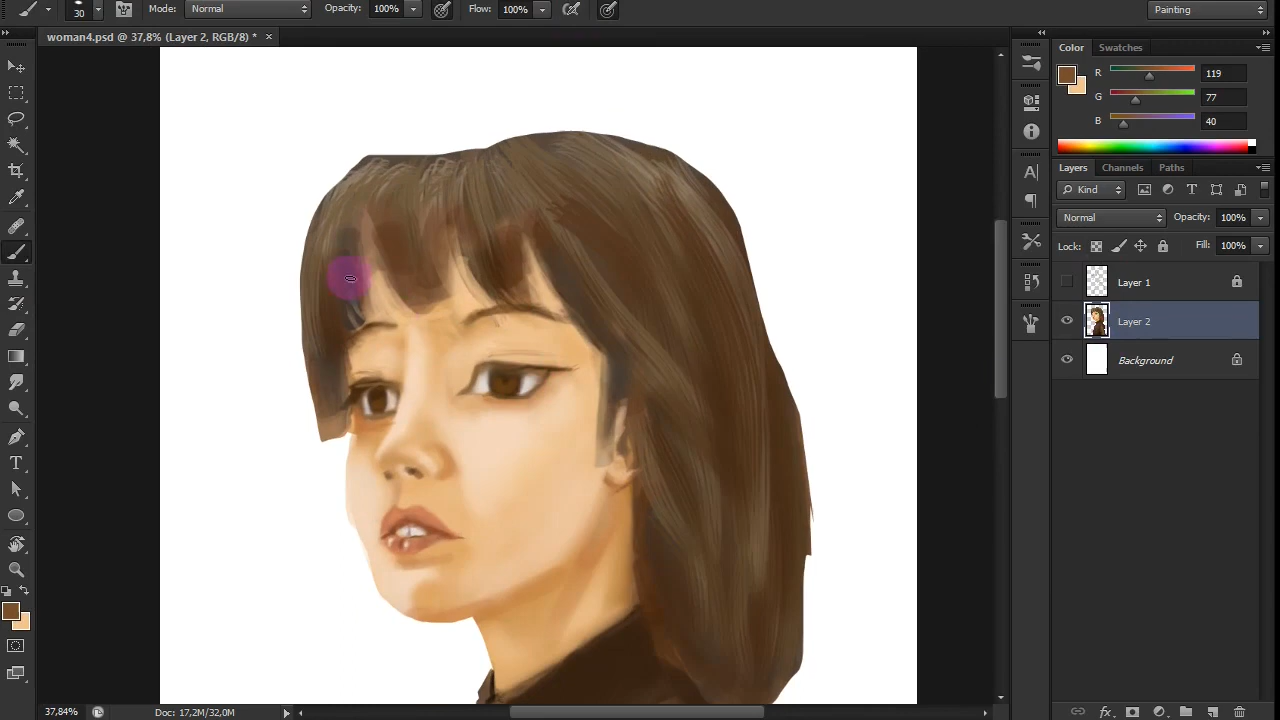 30 Mode: Normal Opacity: 100% Flow: 100% Painting
woman4.psd @ 37,8% (Layer 2, RGB/8) * ×
Color Swatches
R 119
G 77
B 40
Layers Channels Paths
Kind T
Normal Opacity: 100%
Lock: Fill: 100%
Layer 1
Layer 2
Background
A
T
37,84% Doc: 17,2M/32,0M
fx